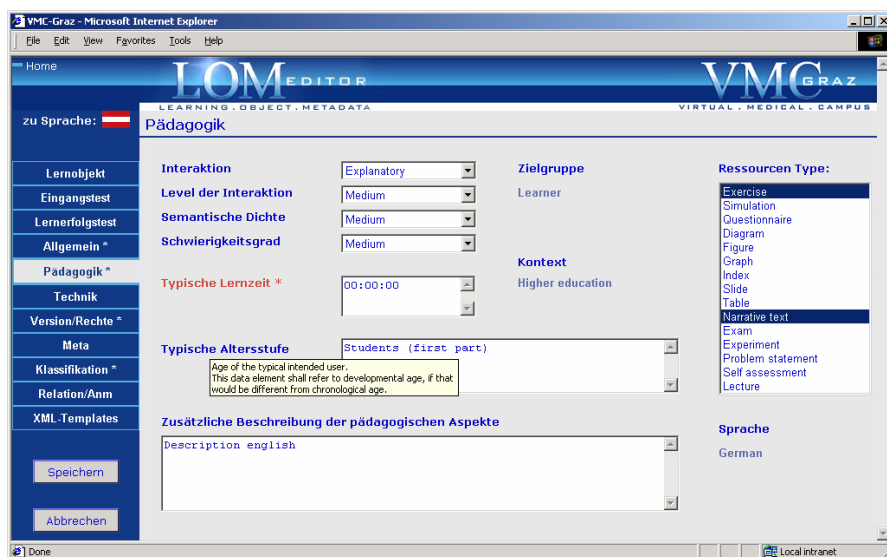 VMC-Graz - Microsoft Internet Explorer
File Edit View Favorites Tools Help
Home
LOM EDITOR
LEARNING . OBJECT . METADATA
VMC GRAZ
VIRTUAL . MEDICAL . CAMPUS
zu Sprache:
Pädagogik
Lernobjekt
Eingangstest
Lernerfolgstest
Allgemein *
Pädagogik *
Technik
Version/Rechte *
Meta
Klassifikation *
Relation/Anm
XML-Templates
Speichern
Abbrechen
Interaktion Explanatory
Level der Interaktion Medium
Semantische Dichte Medium
Schwierigkeitsgrad Medium
Typische Lernzeit * 00:00:00
Typische Altersstufe Students (first part)
Age of the typical intended user.
This data element shall refer to developmental age, if that
would be different from chronological age.
Zusätzliche Beschreibung der pädagogischen Aspekte
Description english
Zielgruppe
Learner
Kontext
Higher education
Ressourcen Type:
Exercise
Simulation
Questionnaire
Diagram
Figure
Graph
Index
Slide
Table
Narrative text
Exam
Experiment
Problem statement
Self assessment
Lecture
Sprache
German
Done
Local intranet